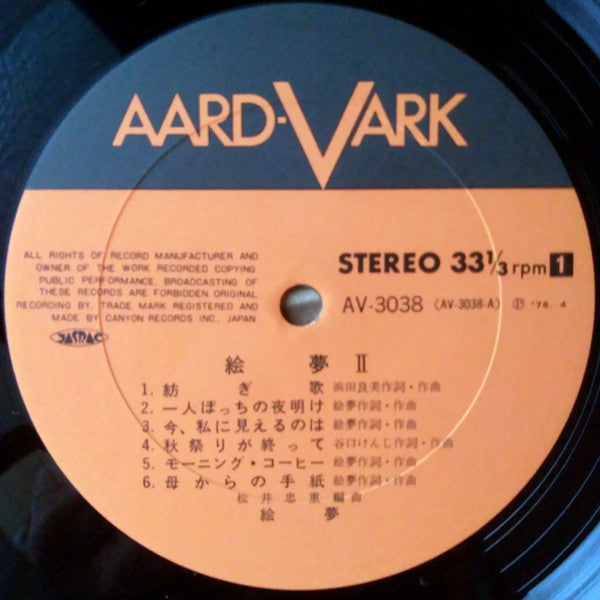 AARD-VARK
ALL RIGHTS OF RECORD MANUFACTURER AND
OWNER OF THE WORK RECORDED COPYING
PUBLIC PERFORMANCE, BROADCASTING OF
THESE RECORDS ARE FORBIDDEN. ORIGINAL
RECORDING BY. TRADE MARK REGISTERED AND
MADE BY CANYON RECORDS INC., JAPAN
JASRAC
STEREO 33⅓rpm 1
AV-3038 (AV-3038-A) Ⓟ '76.4
絵夢Ⅱ
1. 紡ぎ歌 浜田良美作詞・作曲
2. 一人ぼっちの夜明け 絵夢作詞・作曲
3. 今、私に見えるのは 絵夢作詞・作曲
4. 秋祭りが終って 谷口けんじ作詞・作曲
5. モーニング・コーヒー 絵夢作詞・作曲
6. 母からの手紙 絵夢作詞・作曲
松井忠重編曲
絵夢